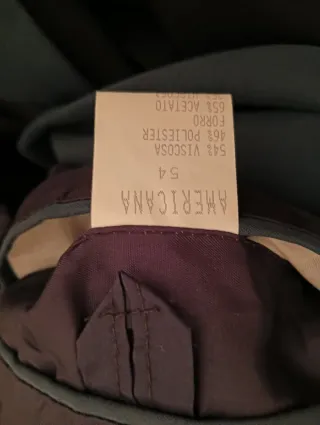 AMERICANA
54
54% VISCOSA
46% POLIESTER
FORRO
65% ACETATO